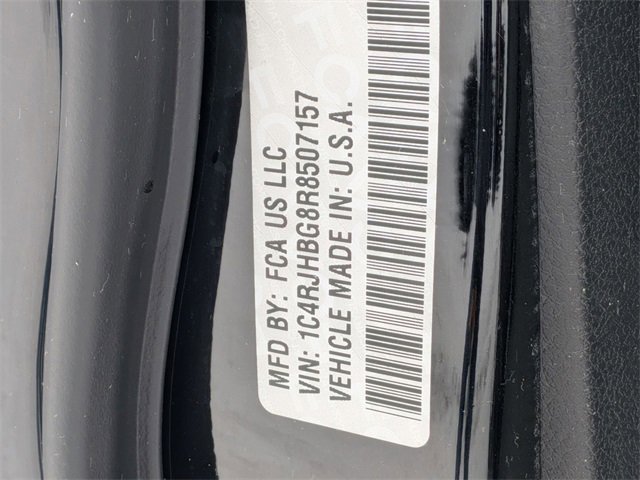 MFD BY: FCA US LLC
VIN: 1C4RJHBG8R8507157
VEHICLE MADE IN: U.S.A.